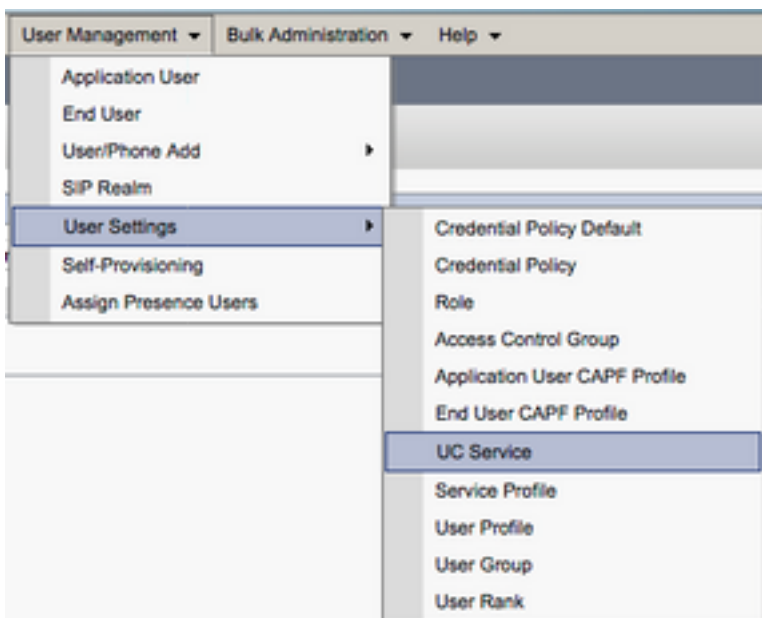 User Management Bulk Administration Help
Application User
End User
User/Phone Add
SIP Realm
User Settings
Self-Provisioning
Assign Presence Users
Credential Policy Default
Credential Policy
Role
Access Control Group
Application User CAPF Profile
End User CAPF Profile
UC Service
Service Profile
User Profile
User Group
User Rank